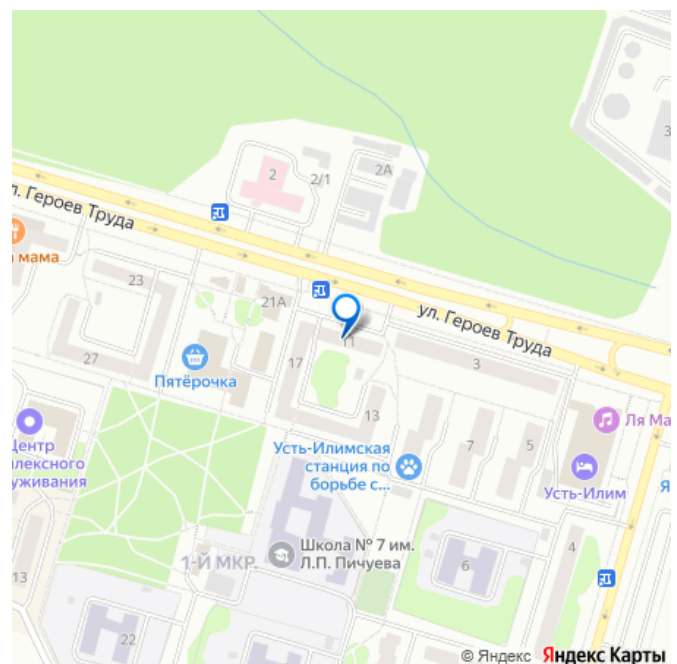 3
2
2/1
2А
л. Героев Труда
а мама
23
21А
ул. Героев Труда
11
27
17
3
Пятёрочка
13
Ля Ма
Усть-Илимская
станция по
борьбе с...
7
5
Центр
плексного
уживания
Усть-Илим
Я
Школа № 7 им.
Л.П. Пичуева
1-Й МКР.
4
6
13
22
© Яндекс Яндекс Карты